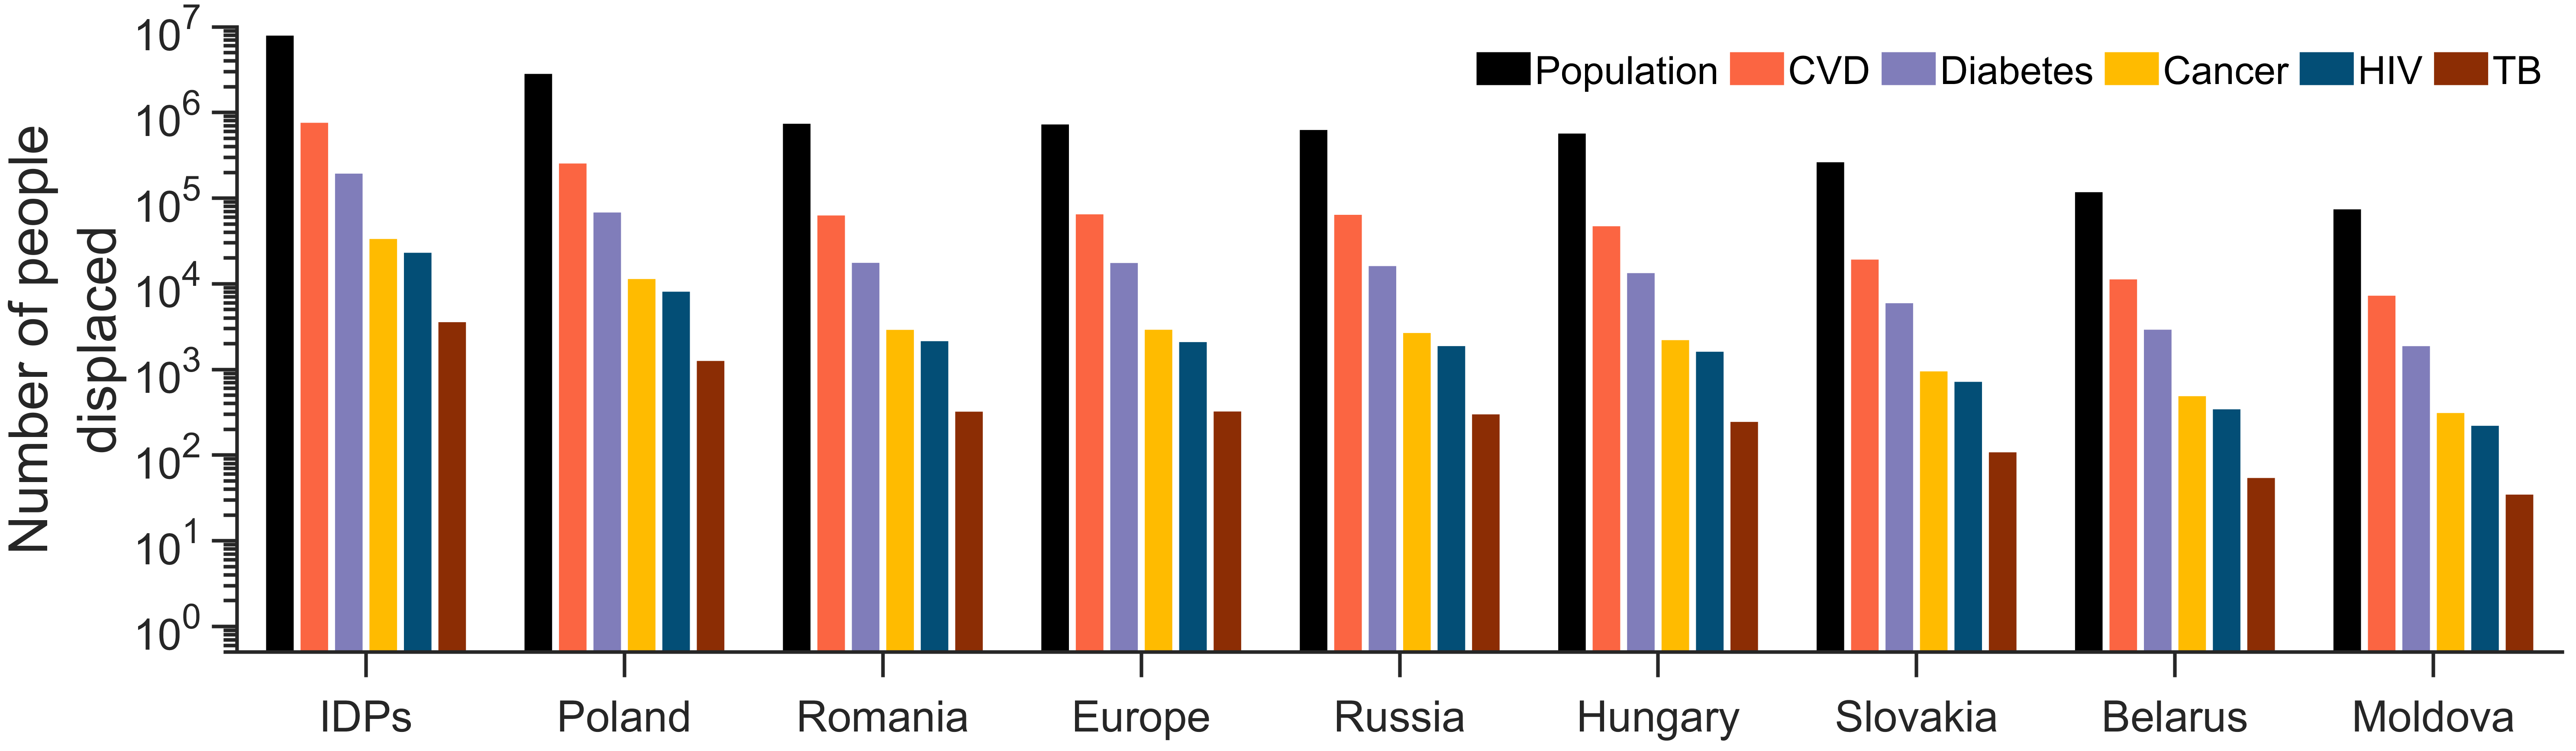 Number of people
displaced
10^7
10^6
10^5
10^4
10^3
10^2
10^1
10^0
Population CVD Diabetes Cancer HIV TB
IDPs Poland Romania Europe Russia Hungary Slovakia Belarus Moldova